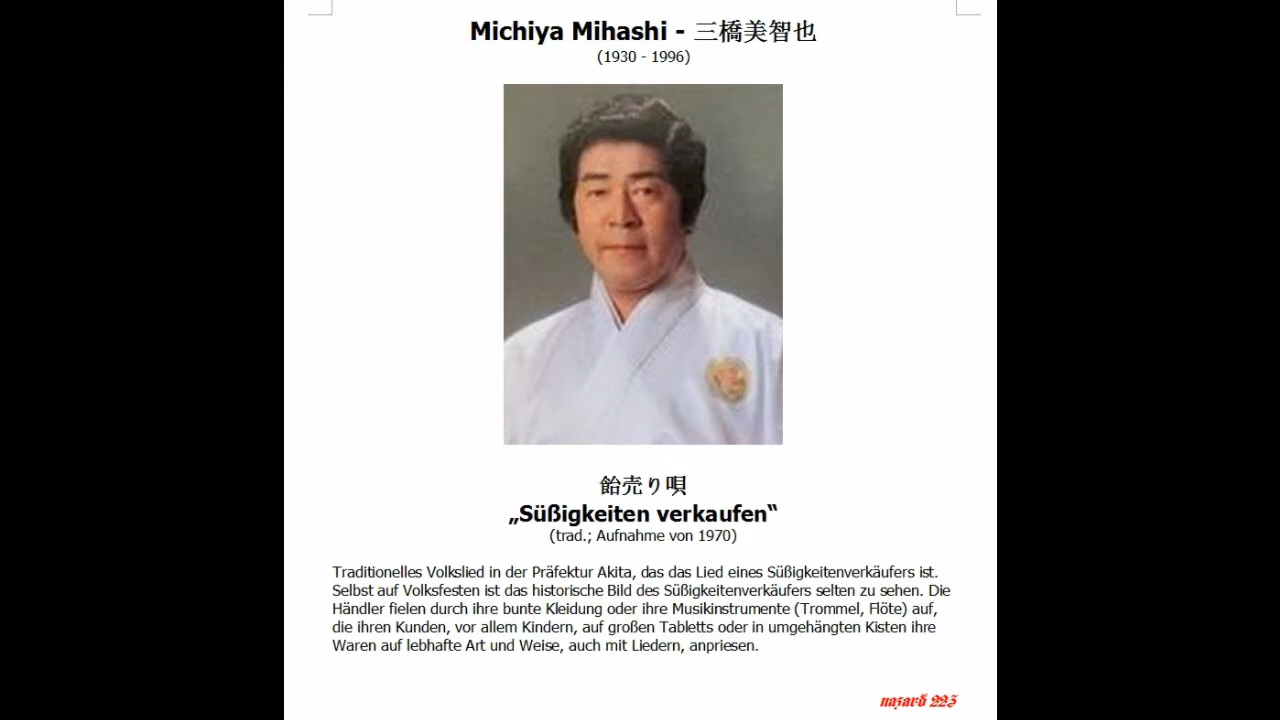 Michiya Mihashi - 三橋美智也
(1930 - 1996)
飴売り唄
„Süßigkeiten verkaufen“
(trad.; Aufnahme von 1970)
Traditionelles Volkslied in der Präfektur Akita, das das Lied eines Süßigkeitenverkäufers ist.
Selbst auf Volksfesten ist das historische Bild des Süßigkeitenverkäufers selten zu sehen. Die
Händler fielen durch ihre bunte Kleidung oder ihre Musikinstrumente (Trommel, Flöte) auf,
die ihren Kunden, vor allem Kindern, auf großen Tabletts oder in umgehängten Kisten ihre
Waren auf lebhafte Art und Weise, auch mit Liedern, anpriesen.
nazard 223